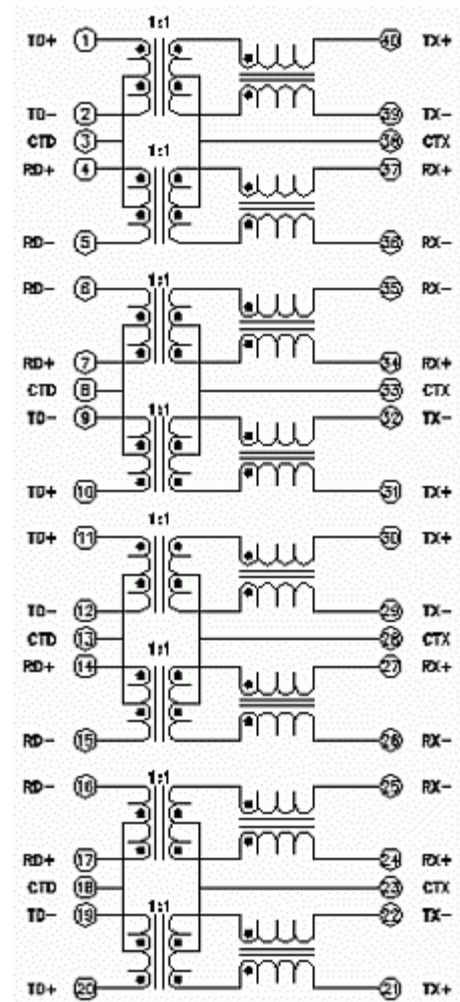 1:1
TD+ 1 40 TX+
TD- 2 39 TX-
CTD 3 38 CTX
1:1
RD+ 4 37 RX+
RD- 5 36 RX-
1:1
RD- 6 35 RX-
RD+ 7 34 RX+
CTD 8 33 CTX
1:1
TD- 9 32 TX-
TD+ 10 31 TX+
1:1
TD+ 11 30 TX+
TD- 12 29 TX-
CTD 13 28 CTX
1:1
RD+ 14 27 RX+
RD- 15 26 RX-
1:1
RD- 16 25 RX-
RD+ 17 24 RX+
CTD 18 23 CTX
1:1
TD- 19 22 TX-
TD+ 20 21 TX+